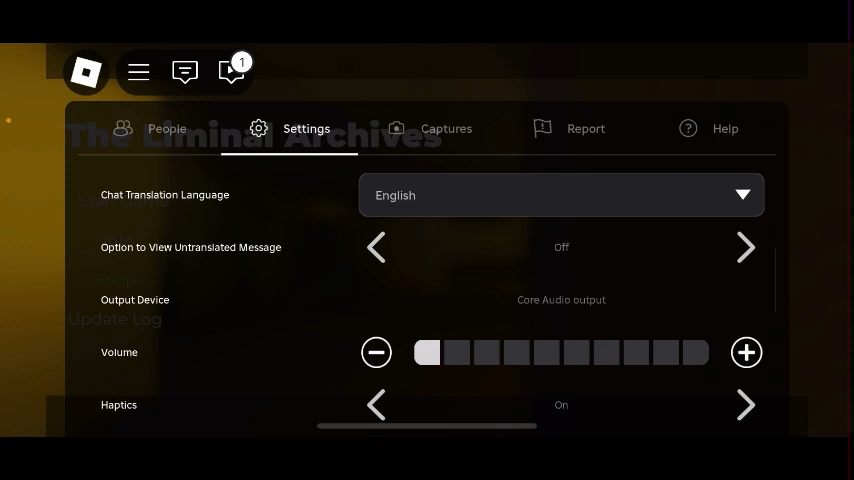 1
People
Settings
Captures
Report
Help
The Liminal Archives
Chat Translation Language
English
Option to View Untranslated Message
Off
Shop
Output Device
Core Audio output
Update Log
Volume
Haptics
On